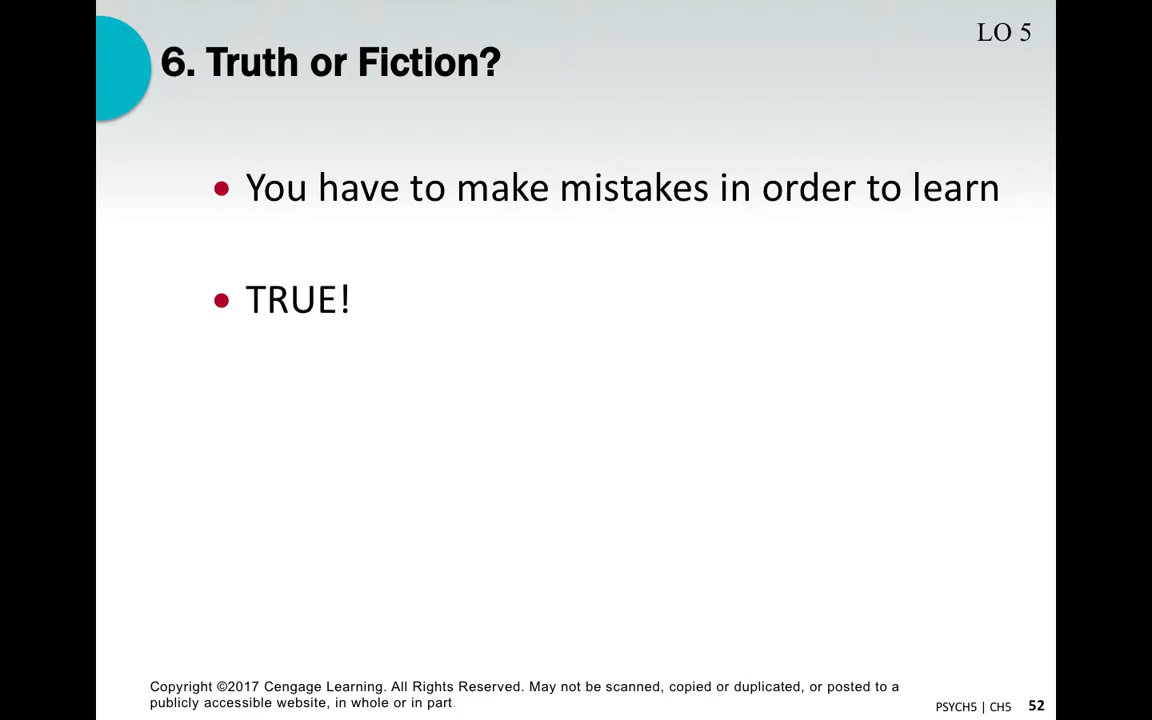 LO 5
6. Truth or Fiction?
• You have to make mistakes in order to learn
• TRUE!
Copyright ©2017 Cengage Learning. All Rights Reserved. May not be scanned, copied or duplicated, or posted to a
publicly accessible website, in whole or in part.
PSYCH5 | CH5 52